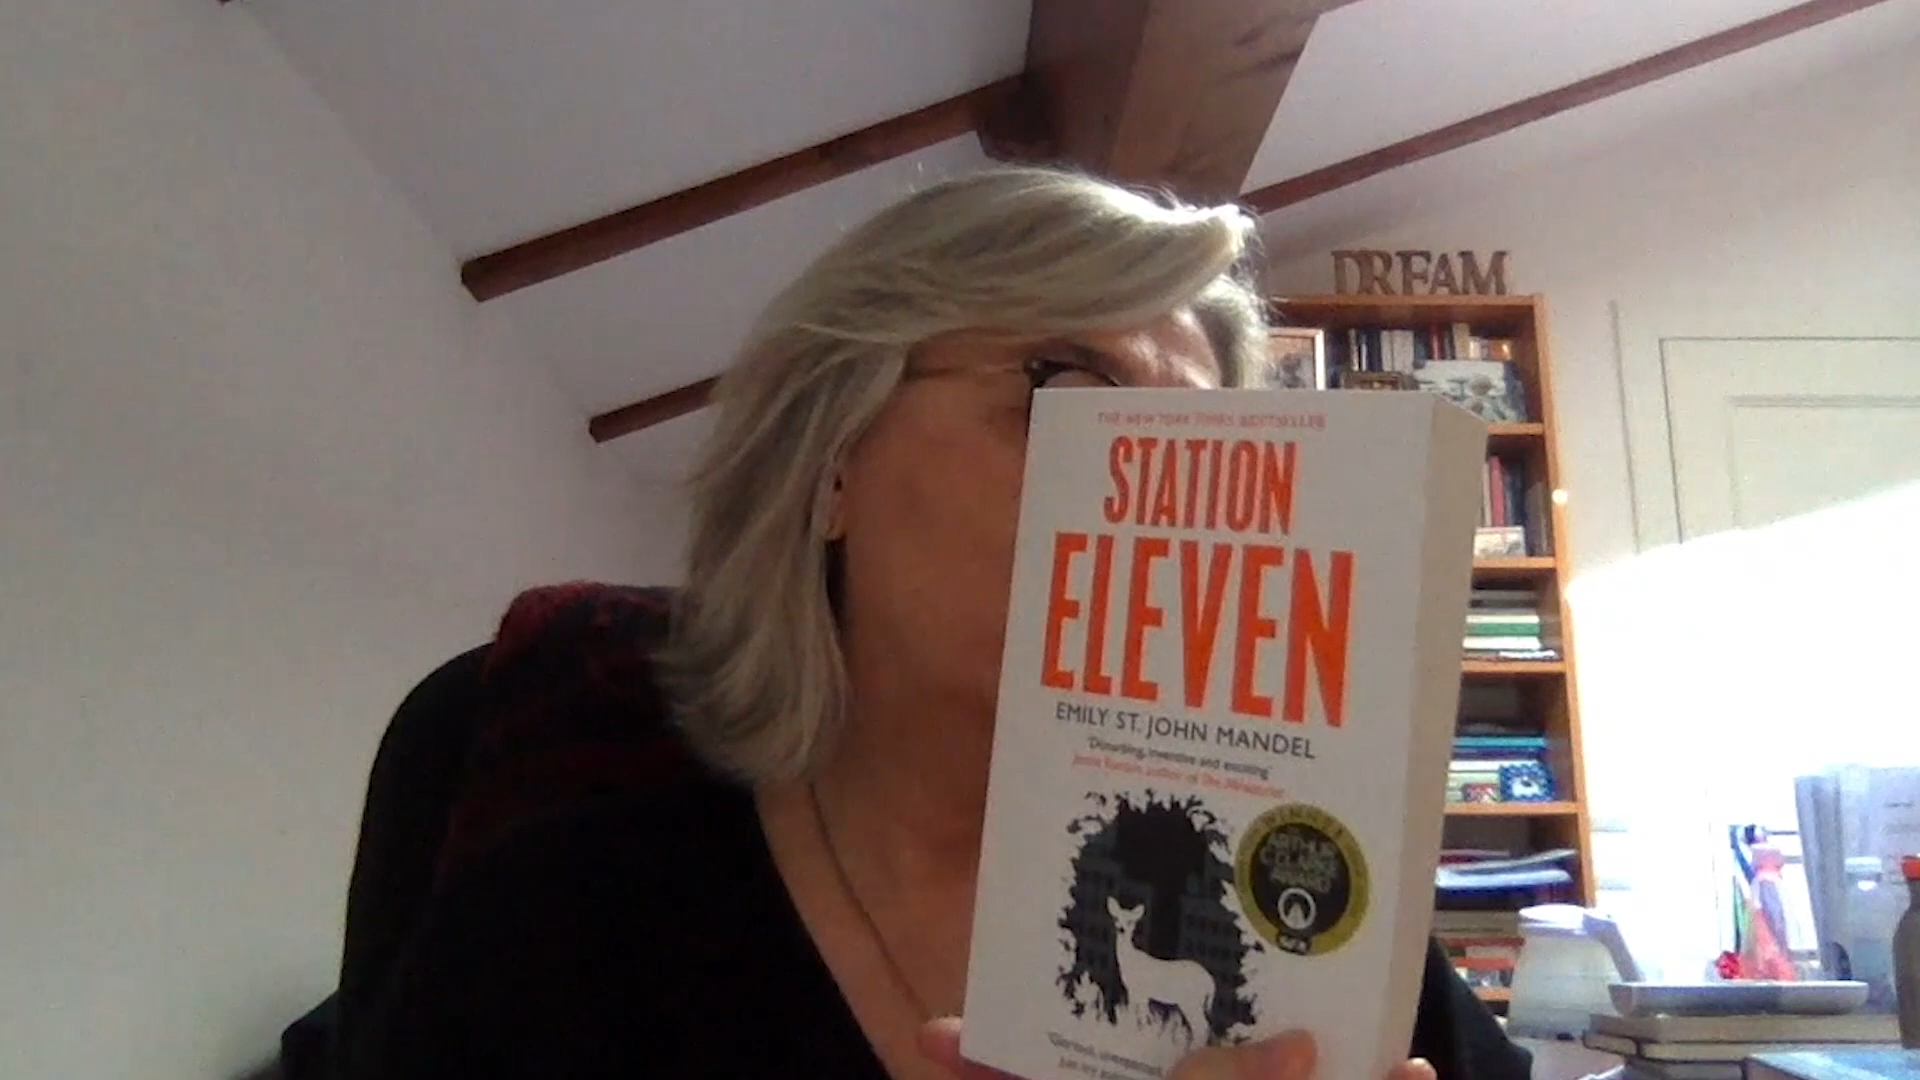 DREAM
THE NEW YORK TIMES BESTSELLER
STATION
ELEVEN
EMILY ST. JOHN MANDEL
'Disturbing, inventive and exciting'
Jessie Burton, author of The Miniaturist
WINNER
ARTHUR
C CLARKE
AWARD